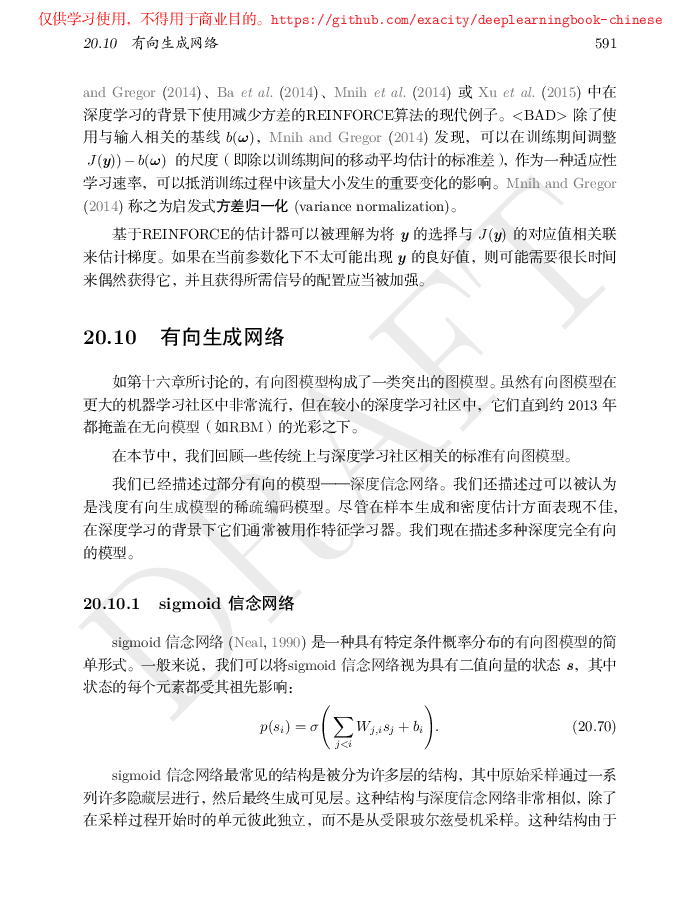 仅供学习使用，不得用于商业目的。https://github.com/exacity/deeplearningbook-chinese
20.10 有向生成网络 591
and Gregor (2014)、Ba et al. (2014)、Mnih et al. (2014) 或 Xu et al. (2015) 中在
深度学习的背景下使用减少方差的REINFORCE算法的现代例子。<BAD> 除了使
用与输入相关的基线 b(ω)，Mnih and Gregor (2014) 发现，可以在训练期间调整
J(y)) − b(ω) 的尺度（即除以训练期间的移动平均估计的标准差），作为一种适应性
学习速率，可以抵消训练过程中该量大小发生的重要变化的影响。Mnih and Gregor
(2014) 称之为启发式方差归一化 (variance normalization)。
基于REINFORCE的估计器可以被理解为将 y 的选择与 J(y) 的对应值相关联
来估计梯度。如果在当前参数化下不太可能出现 y 的良好值，则可能需要很长时间
来偶然获得它，并且获得所需信号的配置应当被加强。
20.10 有向生成网络
如第十六章所讨论的，有向图模型构成了一类突出的图模型。虽然有向图模型在
更大的机器学习社区中非常流行，但在较小的深度学习社区中，它们直到约 2013 年
都掩盖在无向模型（如RBM）的光彩之下。
在本节中，我们回顾一些传统上与深度学习社区相关的标准有向图模型。
我们已经描述过部分有向的模型——深度信念网络。我们还描述过可以被认为
是浅度有向生成模型的稀疏编码模型。尽管在样本生成和密度估计方面表现不佳,
在深度学习的背景下它们通常被用作特征学习器。我们现在描述多种深度完全有向
的模型。
20.10.1 sigmoid 信念网络
sigmoid 信念网络 (Neal, 1990) 是一种具有特定条件概率分布的有向图模型的简
单形式。一般来说，我们可以将sigmoid 信念网络视为具有二值向量的状态 s，其中
状态的每个元素都受其祖先影响：
p(s_i) = σ(∑_{j<i} W_{j,i} s_j + b_i). (20.70)
sigmoid 信念网络最常见的结构是被分为许多层的结构，其中原始采样通过一系
列许多隐藏层进行，然后最终生成可见层。这种结构与深度信念网络非常相似，除了
在采样过程开始时的单元彼此独立，而不是从受限玻尔兹曼机采样。这种结构由于
DRAFT